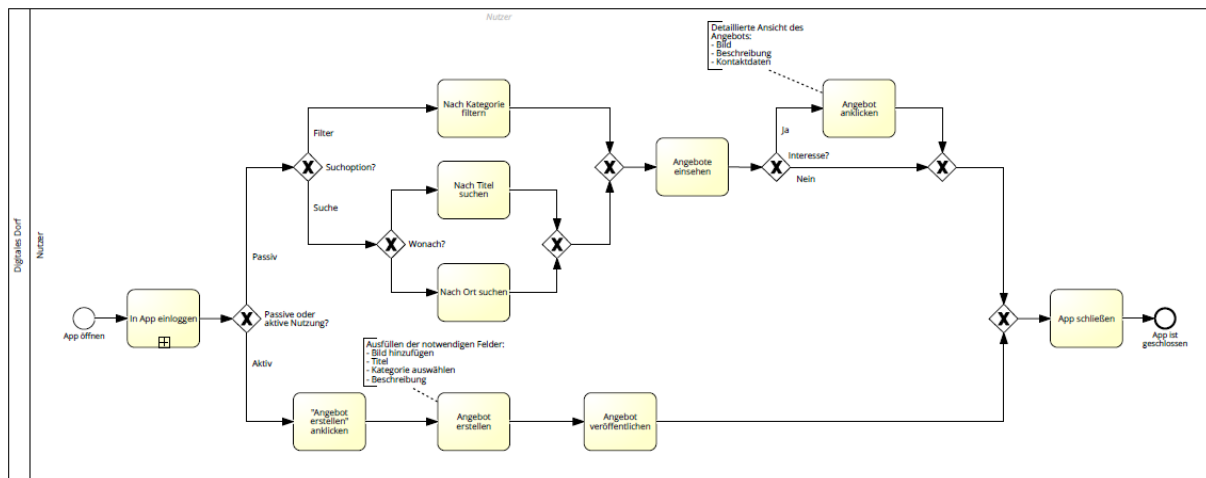 Nutzer
Digitales Dorf
Nutzer
Detaillierte Ansicht des
Angebots:
- Bild
- Beschreibung
- Kontaktdaten
Nach Kategorie
filtern
Angebot
anklicken
Filter
Ja
Suchoption?
Angebote
einsehen
Interesse?
Nein
Nach Titel
suchen
Suche
Wonach?
Passiv
Nach Ort suchen
In App einloggen
Passive oder
aktive Nutzung?
App öffnen
App schließen
App ist
geschlossen
Ausfüllen der notwendigen Felder:
- Bild hinzufügen
- Titel
- Kategorie auswählen
- Beschreibung
Aktiv
"Angebot
erstellen"
anklicken
Angebot
erstellen
Angebot
veröffentlichen